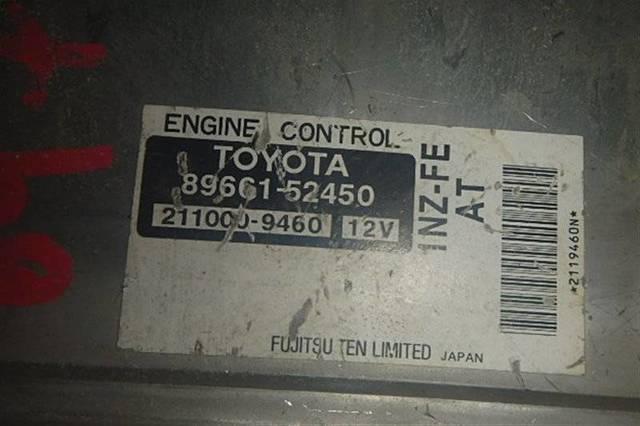 ENGINE CONTROL
TOYOTA
89661-52450
211000-9460 12V
1NZ-FE
AT
*2119460N*
FUJITSU TEN LIMITED JAPAN